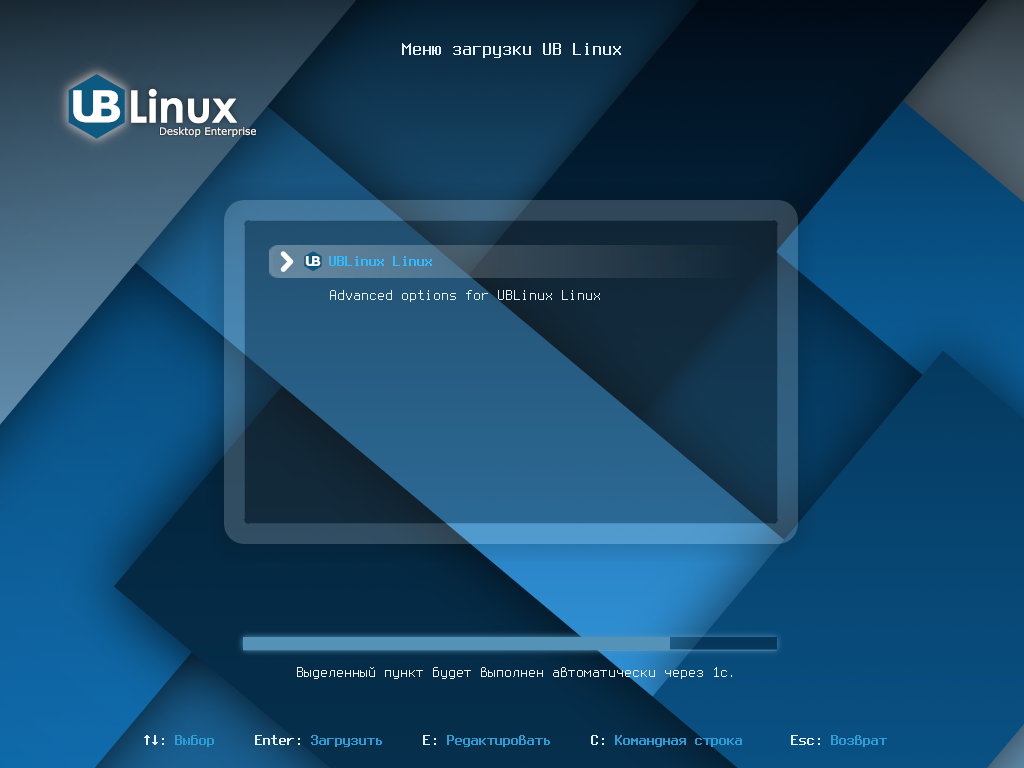 Меню загрузки UB Linux
UB Linux
Desktop Enterprise
UB UBLinux Linux
Advanced options for UBLinux Linux
Выделенный пункт будет выполнен автоматически через 1с.
↑↓: Выбор Enter: Загрузить E: Редактировать C: Командная строка Esc: Возврат